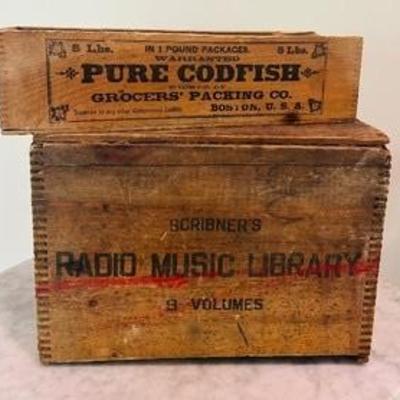 5 Lbs. IN 1 POUND PACKAGES. 5 Lbs.
WARRANTED
PURE CODFISH
GROCERS' PACKING CO.
BOSTON, U. S. A.
SCRIBNER'S
RADIO MUSIC LIBRARY
9 VOLUMES